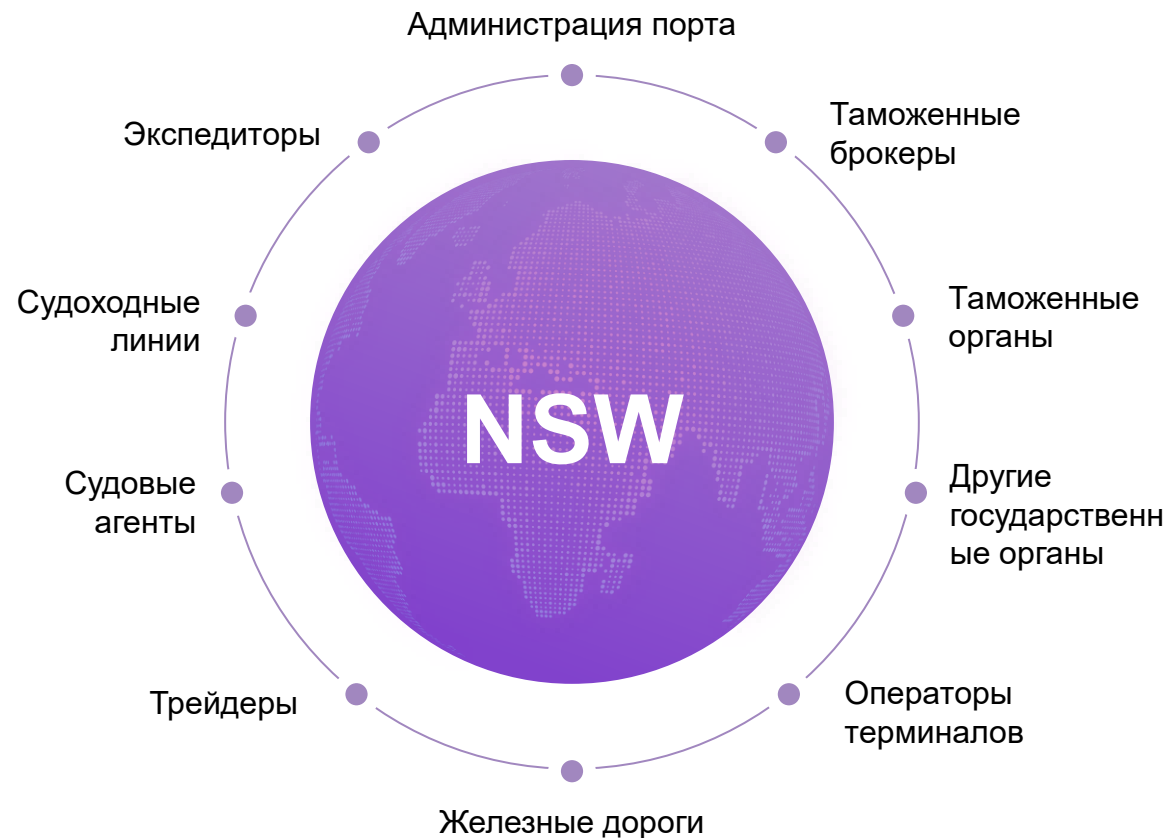 Администрация порта
Таможенные
брокеры
Экспедиторы
Таможенные
органы
Судоходные
линии
NSW
Другие
государственн
ые органы
Судовые
агенты
Операторы
терминалов
Трейдеры
Железные дороги